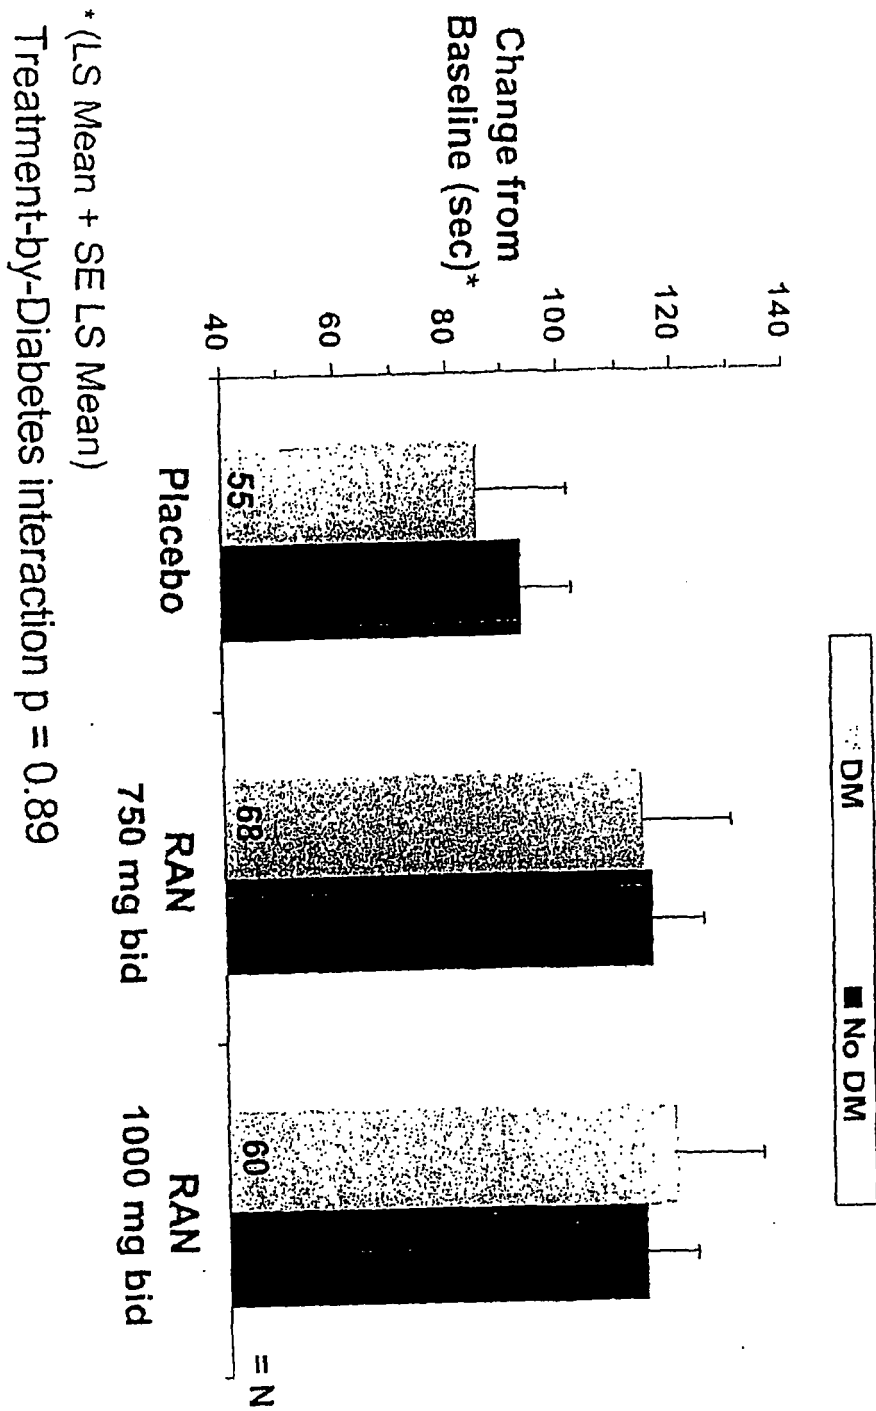 DM ■ No DM
Change from
Baseline (sec)*
140
120
100
80
60
40
55
68
60
= N
Placebo
RAN
750 mg bid
RAN
1000 mg bid
* (LS Mean + SE LS Mean)
Treatment-by-Diabetes interaction p = 0.89